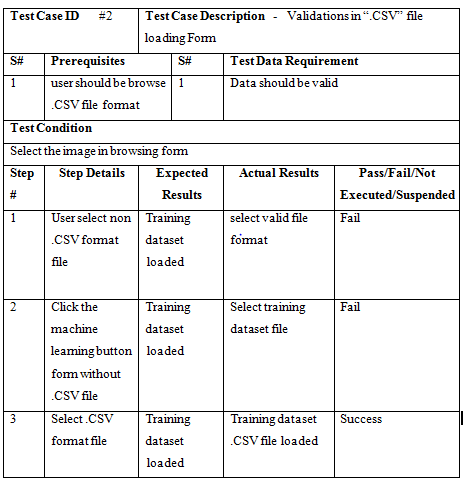 Test Case ID #2 Test Case Description - Validations in “.CSV” file
loading Form
S# Prerequisites S# Test Data Requirement
1 user should be browse 1 Data should be valid
.CSV file format
Test Condition
Select the image in browsing form
Step Step Details Expected Actual Results Pass/Fail/Not
# Results Executed/Suspended
1 User select non Training select valid file Fail
.CSV format dataset format
file loaded
2 Click the Training Select training Fail
machine dataset dataset file
learning button loaded
form without
.CSV file
3 Select .CSV Training Training dataset Success
format file dataset .CSV file loaded
loaded